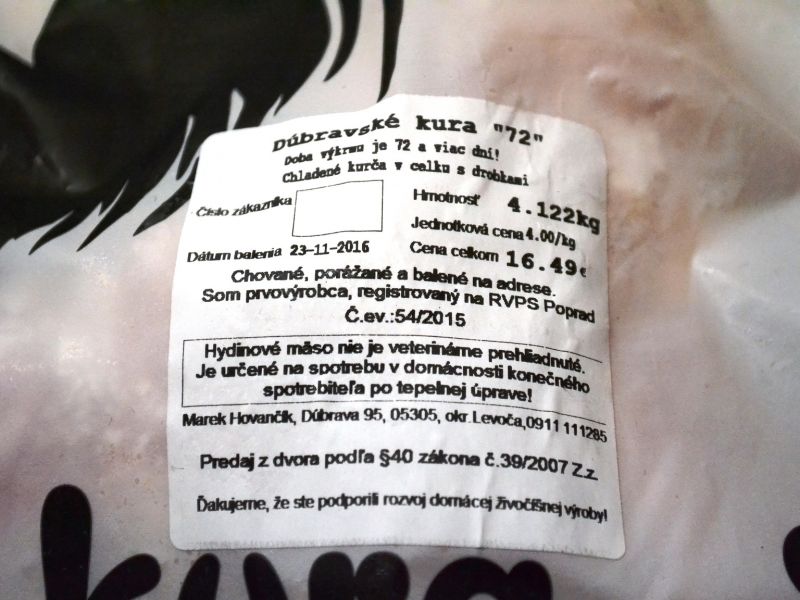 Dúbravské kura "72"
Doba výkrmu je 72 a viac dní!
Chladené kurča v celku s drobkami
Číslo zákazníka
Hmotnosť 4.122kg
Jednotková cena 4.00/kg
Dátum balenia 23-11-2016
Cena celkom 16.49€
Chované, porážané a balené na adrese.
Som prvovýrobca, registrovaný na RVPS Poprad
Č.ev.:54/2015
Hydinové mäso nie je veterinárne prehliadnuté.
Je určené na spotrebu v domácnosti konečného
spotrebiteľa po tepelnej úprave!
Marek Hovančík, Dúbrava 95, 05305, okr.Levoča,0911 111285
Predaj z dvora podľa §40 zákona č.39/2007 Z.z.
Ďakujeme, že ste podporili rozvoj domácej živočíšnej výroby!
kura